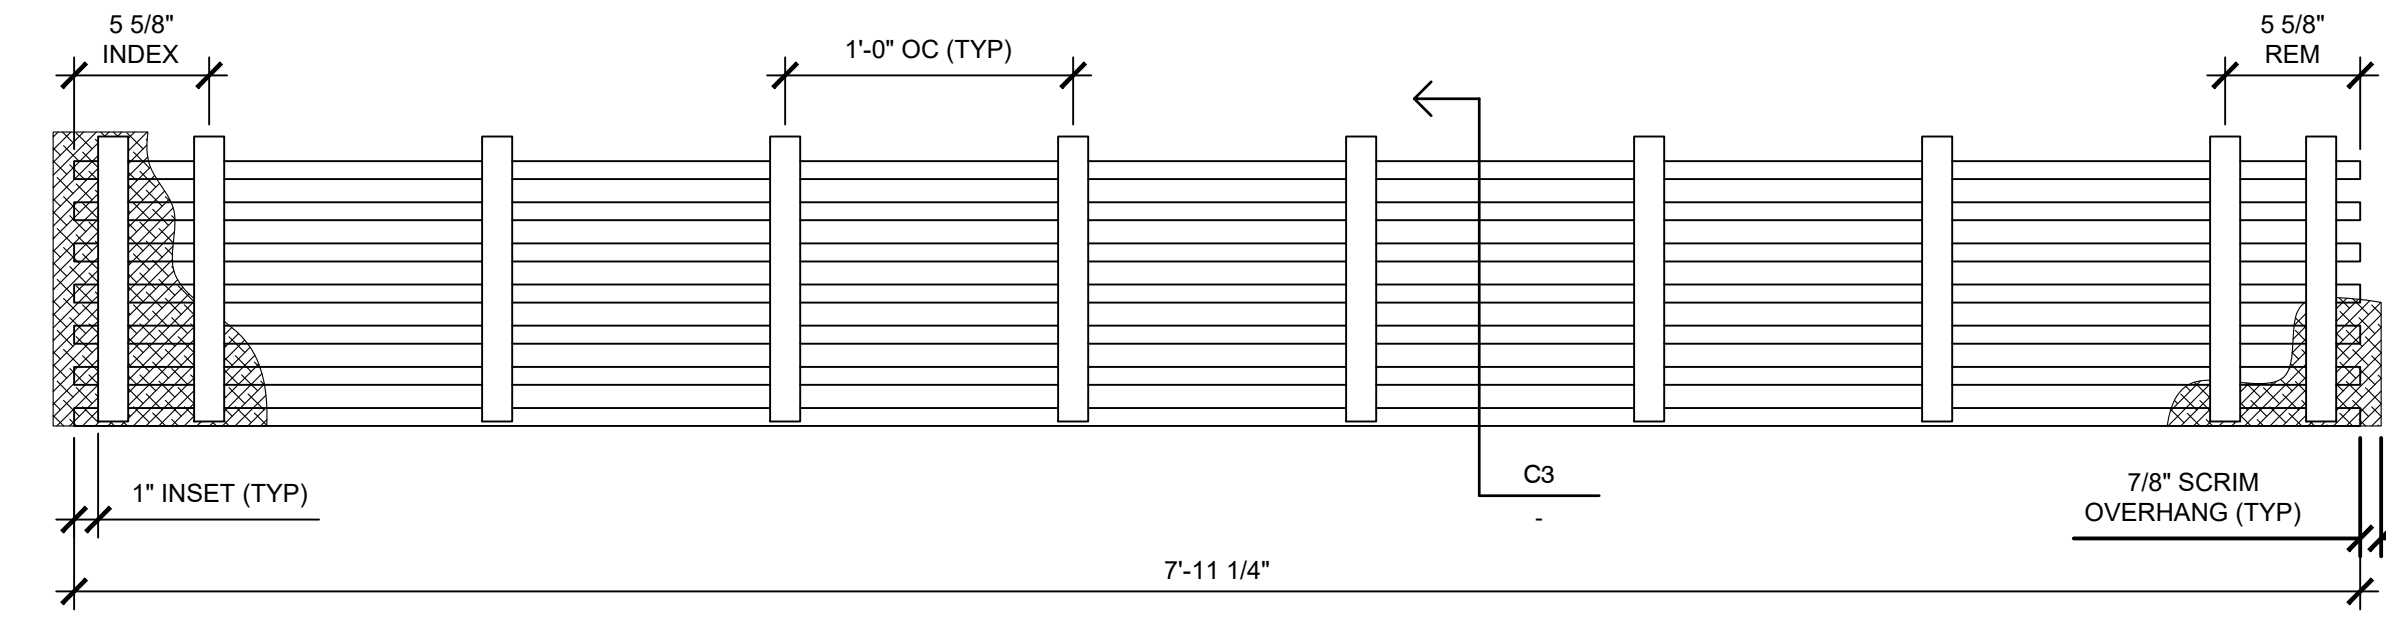 5 5/8"
INDEX
1'-0" OC (TYP)
5 5/8"
REM
C3
-
1" INSET (TYP)
7/8" SCRIM
OVERHANG (TYP)
7'-11 1/4"